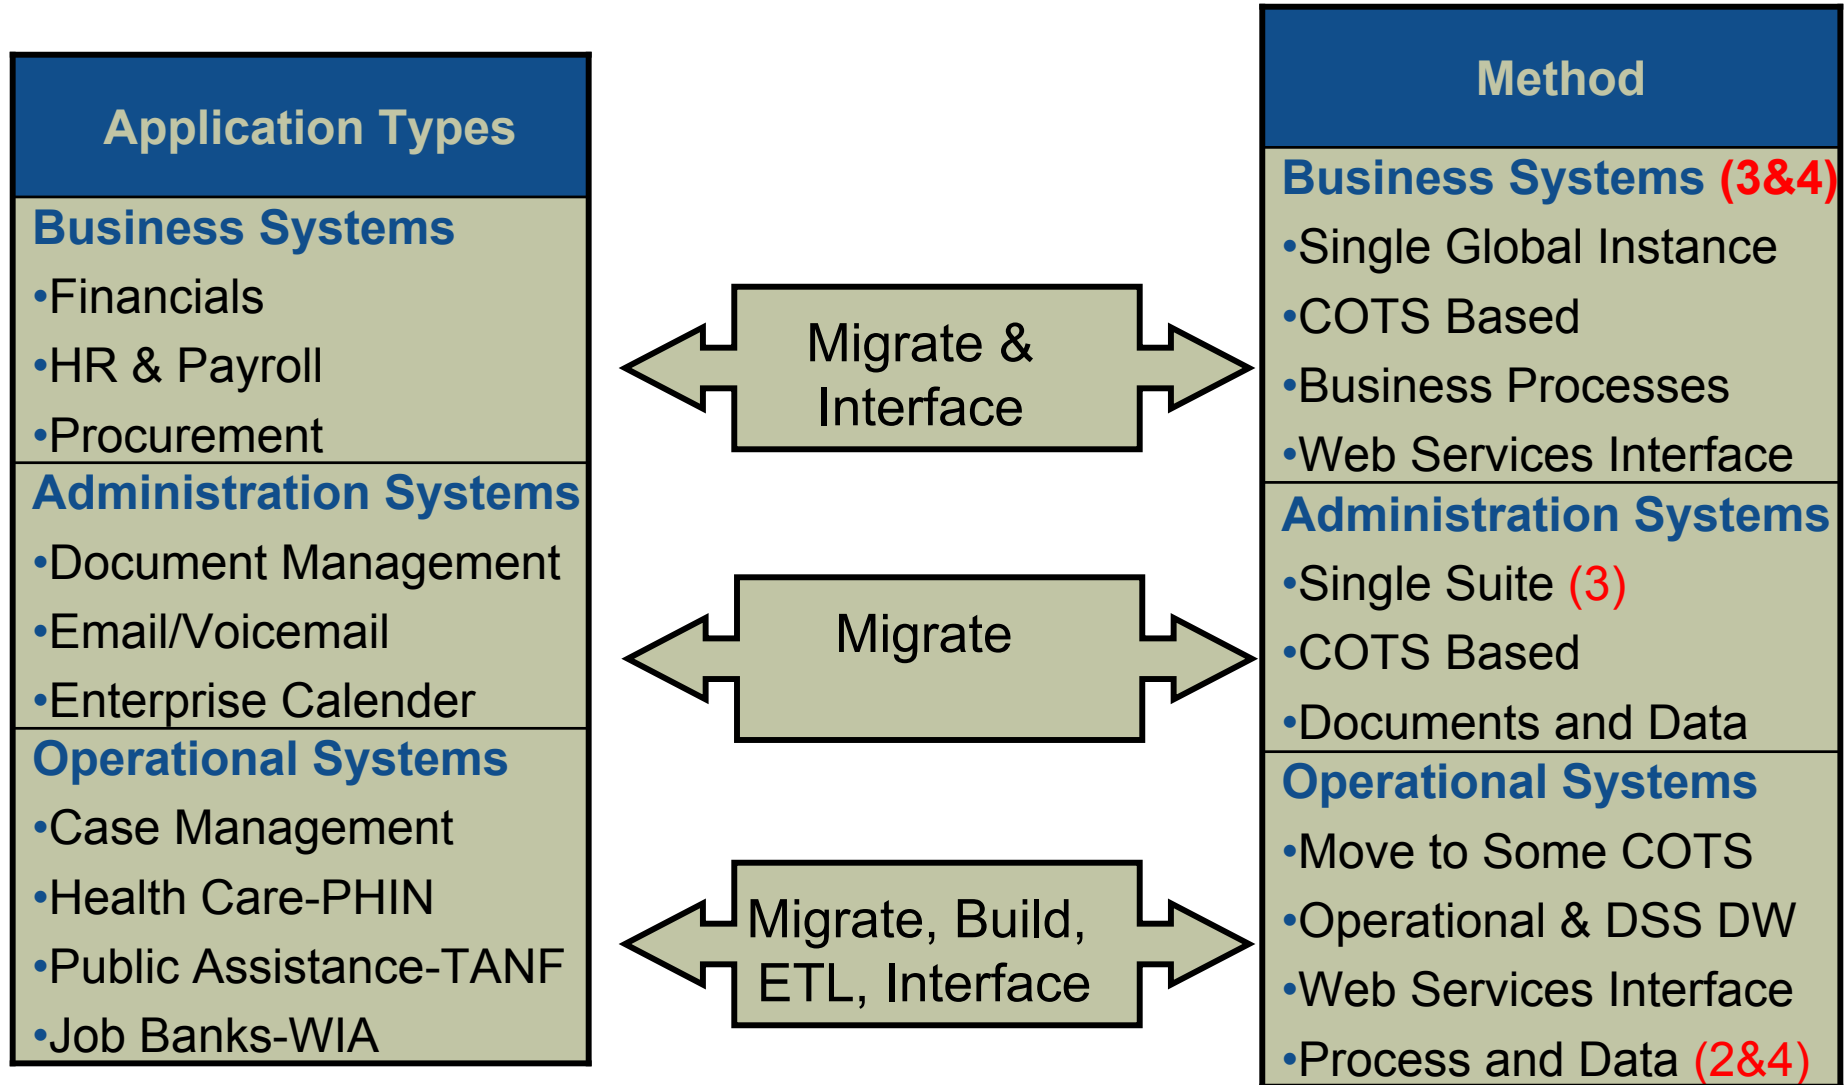 Application Types
Business Systems
•Financials
•HR & Payroll
•Procurement
Administration Systems
•Document Management
•Email/Voicemail
•Enterprise Calender
Operational Systems
•Case Management
•Health Care-PHIN
•Public Assistance-TANF
•Job Banks-WIA
Migrate &
Interface
Migrate
Migrate, Build,
ETL, Interface
Method
Business Systems (3&4)
•Single Global Instance
•COTS Based
•Business Processes
•Web Services Interface
Administration Systems
•Single Suite (3)
•COTS Based
•Documents and Data
Operational Systems
•Move to Some COTS
•Operational & DSS DW
•Web Services Interface
•Process and Data (2&4)